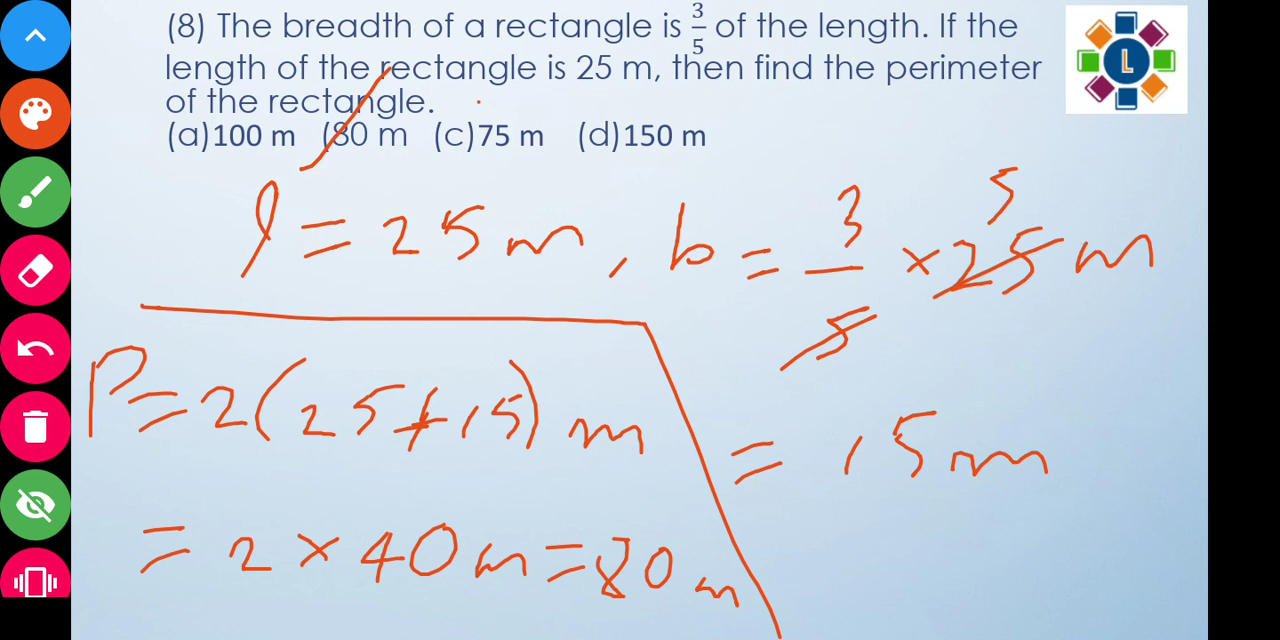 (8) The breadth of a rectangle is 3/5 of the length. If the
length of the rectangle is 25 m, then find the perimeter
of the rectangle.
(a)100 m (80 m (c)75 m (d)150 m
L
l = 25 m, b = 3/5 × 25 m
5
P = 2(25+15) m
= 15 m
= 2 × 40 m = 80 m